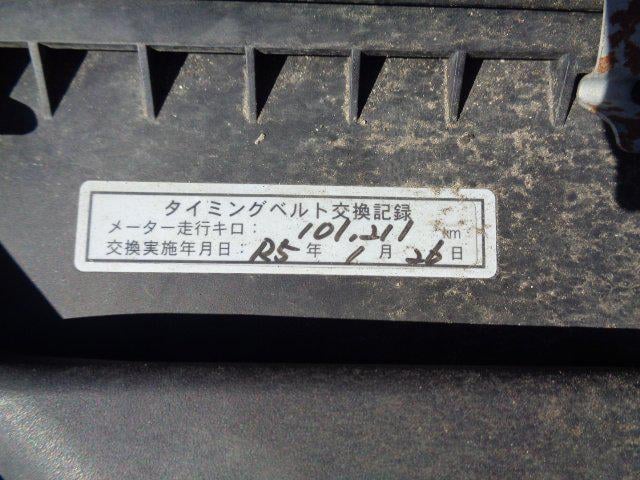 タイミングベルト交換記録
メーター走行キロ： 107,211 km
交換実施年月日： R5 年 1 月 26 日